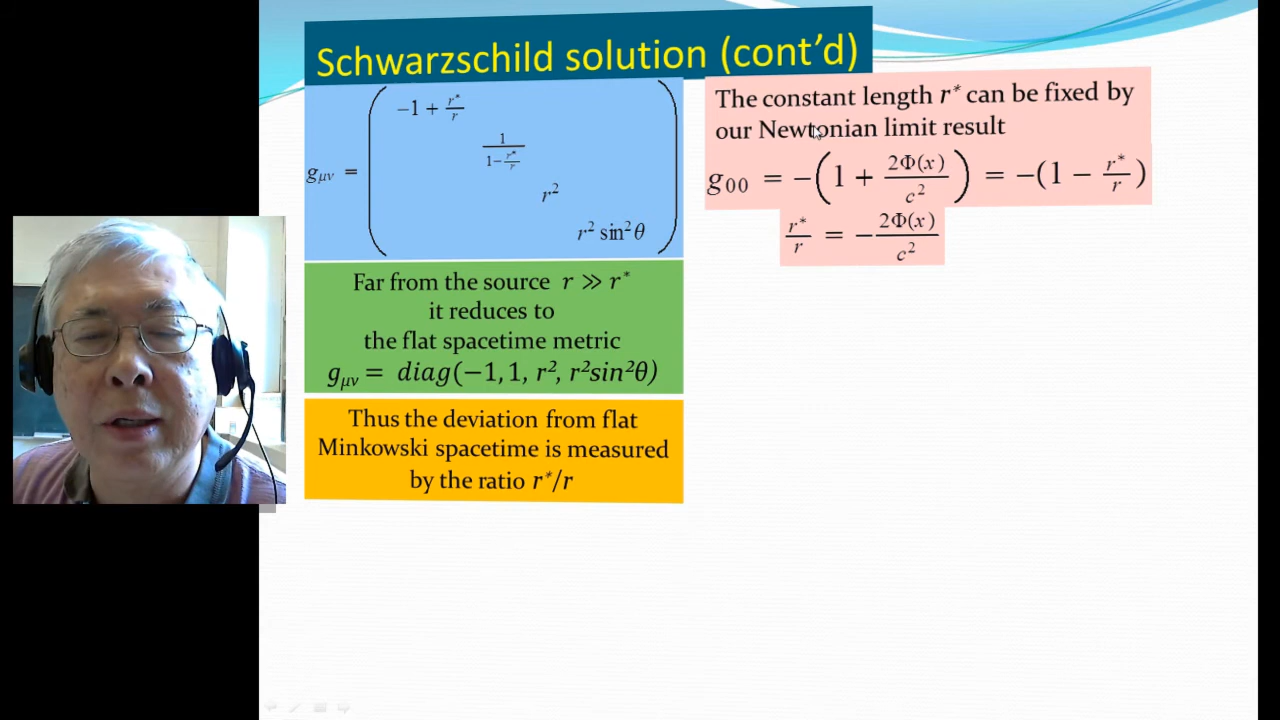 Schwarzschild solution (cont'd)
g_μν = ( −1 + r*/r
1/(1−r*/r)
r²
r² sin²θ )
Far from the source r ≫ r*
it reduces to
the flat spacetime metric
g_μν = diag(−1, 1, r², r²sin²θ)
Thus the deviation from flat
Minkowski spacetime is measured
by the ratio r*/r
The constant length r* can be fixed by
our Newtonian limit result
g₀₀ = −(1 + 2Φ(x)/c²) = −(1 − r*/r)
r*/r = −2Φ(x)/c²